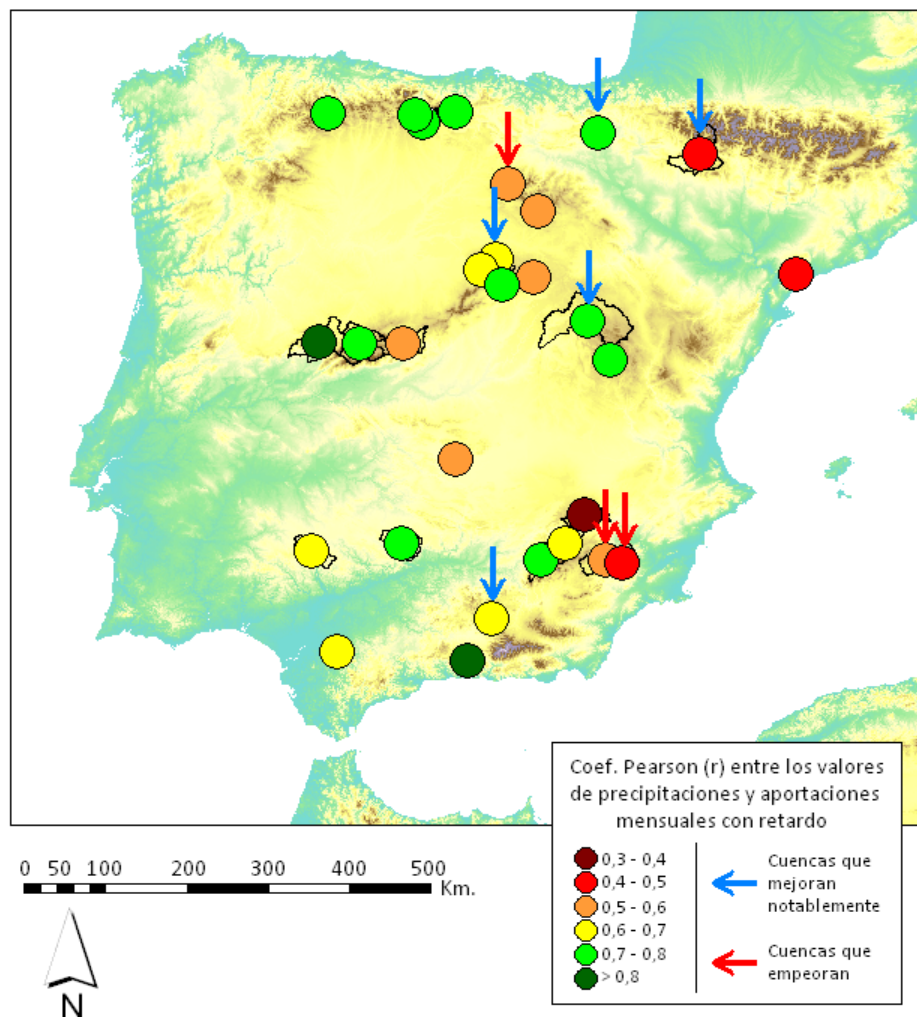 Coef. Pearson (r) entre los valores
de precipitaciones y aportaciones
mensuales con retardo
0,3 - 0,4
0,4 - 0,5
0,5 - 0,6
0,6 - 0,7
0,7 - 0,8
> 0,8
Cuencas que
mejoran
notablemente
Cuencas que
empeoran
0 50 100 200 300 400 500
Km.
N